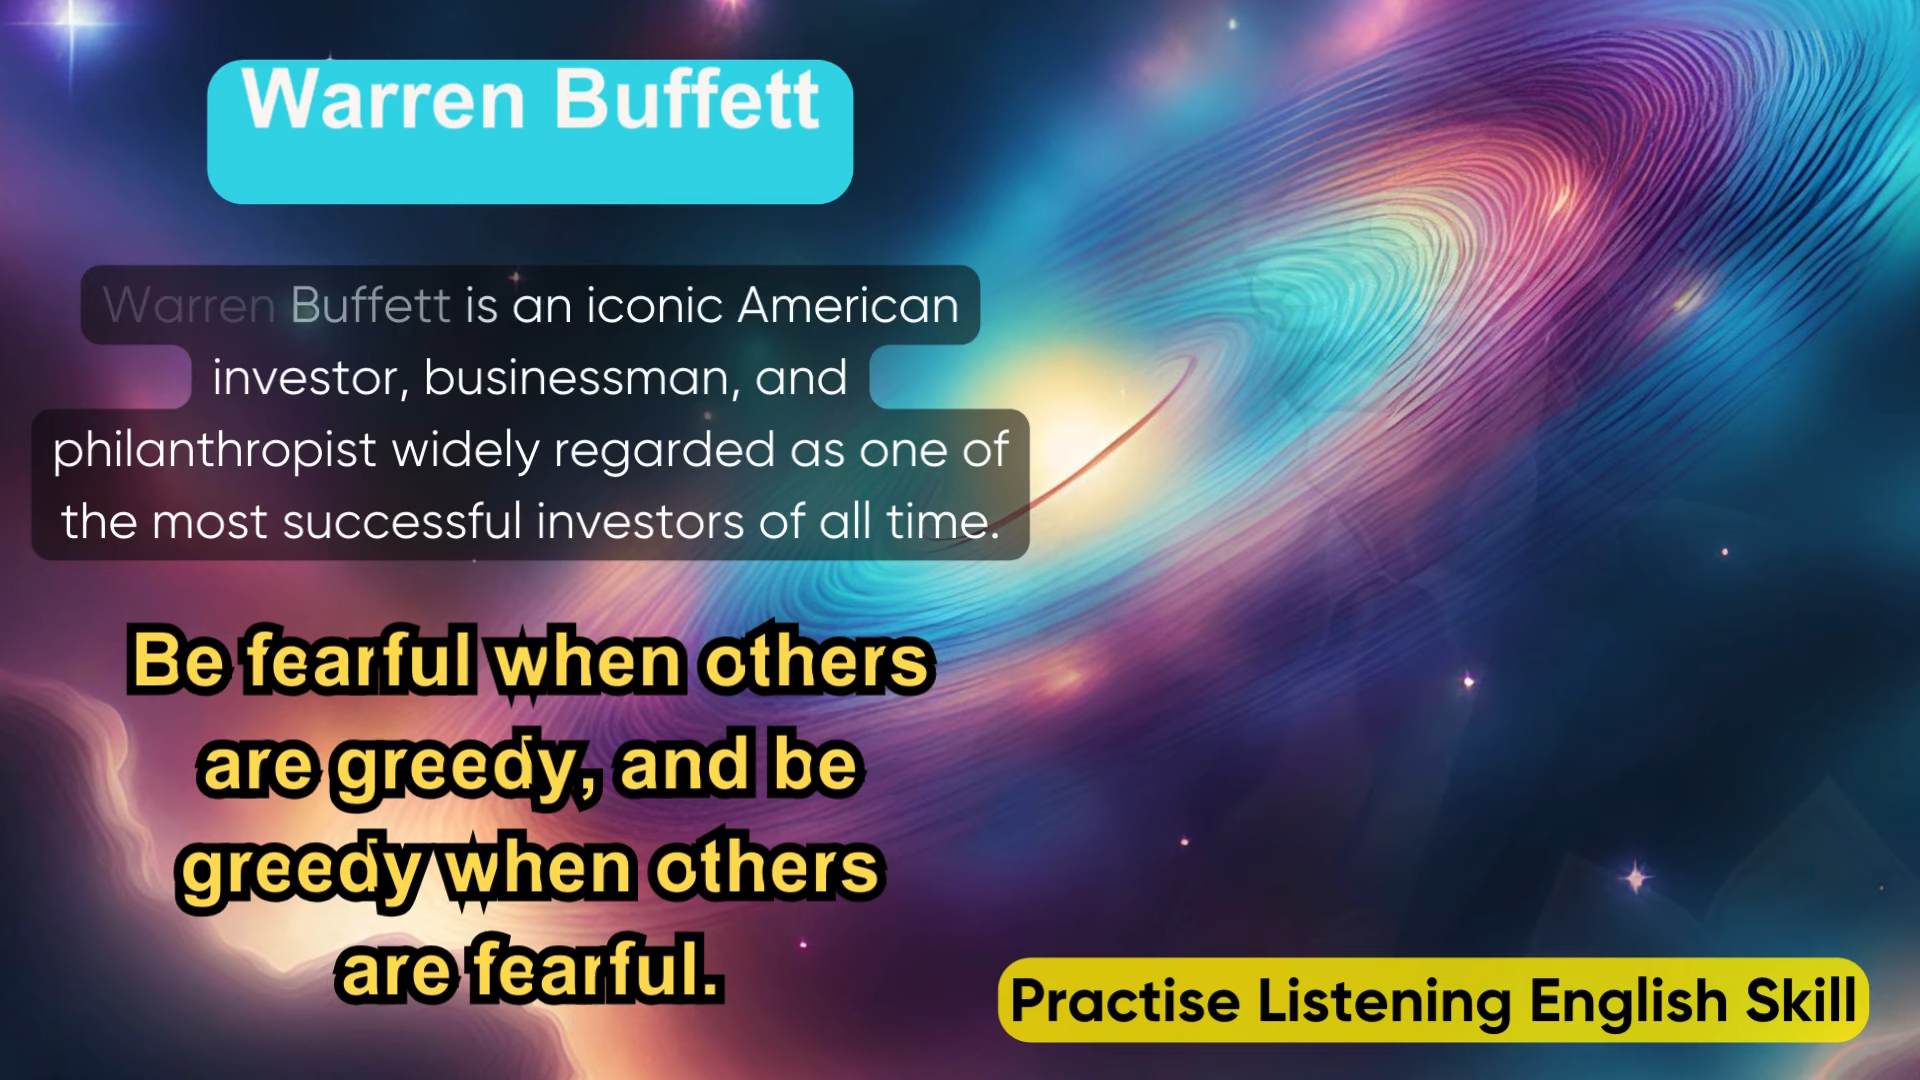 Warren Buffett
Warren Buffett is an iconic American
investor, businessman, and
philanthropist widely regarded as one of
the most successful investors of all time.
Be fearful when others
are greedy, and be
greedy when others
are fearful.
Practise Listening English Skill